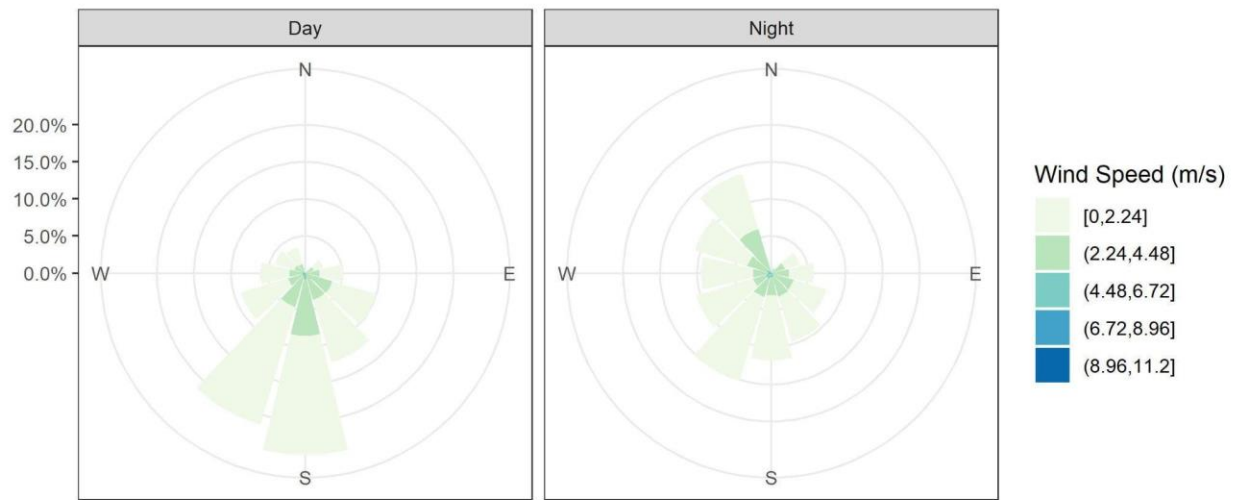 Day
Night
N
N
20.0%
15.0%
10.0%
5.0%
0.0%
W
E
W
E
S
S
Wind Speed (m/s)
[0,2.24]
(2.24,4.48]
(4.48,6.72]
(6.72,8.96]
(8.96,11.2]